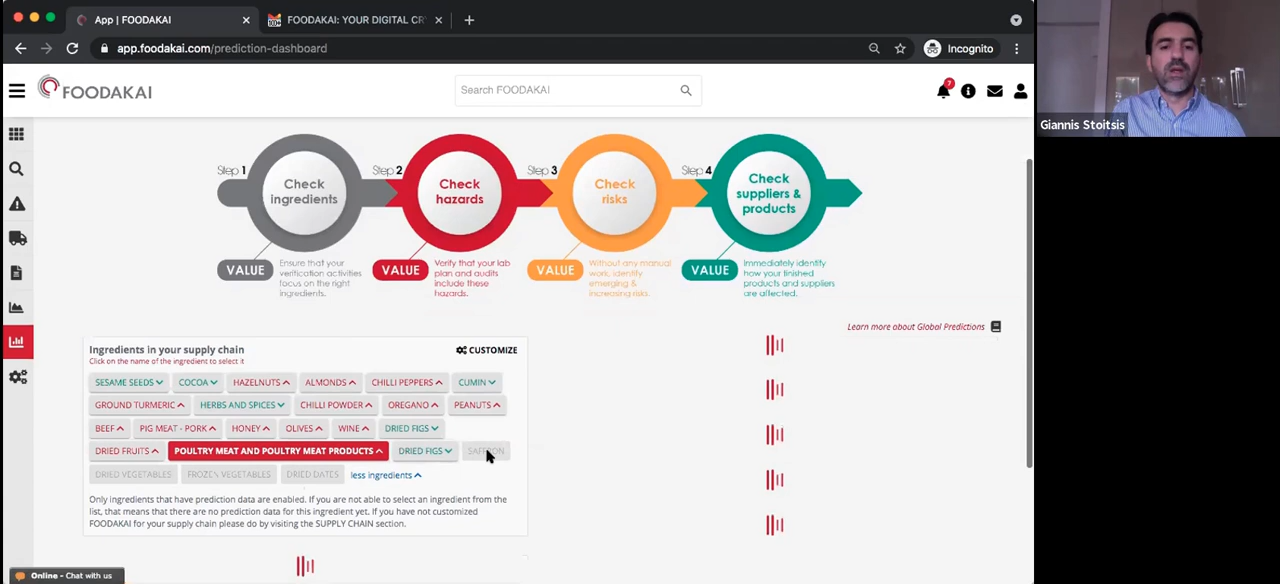 App | FOODAKAI
FOODAKAI: YOUR DIGITAL CR
app.foodakai.com/prediction-dashboard
Incognito
FOODAKAI
Search FOODAKAI
7
Giannis Stoitsis
Step 1
Check
ingredients
VALUE
Ensure that your
verification activities
focus on the right
ingredients.
Step 2
Check
hazards
VALUE
Verify that your lab
plan and audits
include these
hazards.
Step 3
Check
risks
VALUE
Without any manual
work, identify
emerging &
increasing risks.
Step 4
Check
suppliers &
products
VALUE
Immediately identify
how your finished
products and suppliers
are affected.
Learn more about Global Predictions
Ingredients in your supply chain
CUSTOMIZE
Click on the name of the ingredient to select it
SESAME SEEDS COCOA HAZELNUTS ALMONDS CHILLI PEPPERS CUMIN
GROUND TURMERIC HERBS AND SPICES CHILLI POWDER OREGANO PEANUTS
BEEF PIG MEAT - PORK HONEY OLIVES WINE DRIED FIGS
DRIED FRUITS POULTRY MEAT AND POULTRY MEAT PRODUCTS DRIED FIGS SAFFRON
DRIED VEGETABLES FROZEN VEGETABLES DRIED DATES less ingredients
Only ingredients that have prediction data are enabled. If you are not able to select an ingredient from the
list, that means that there are no prediction data for this ingredient yet. If you have not customized
FOODAKAI for your supply chain please do by visiting the SUPPLY CHAIN section.
Online - Chat with us